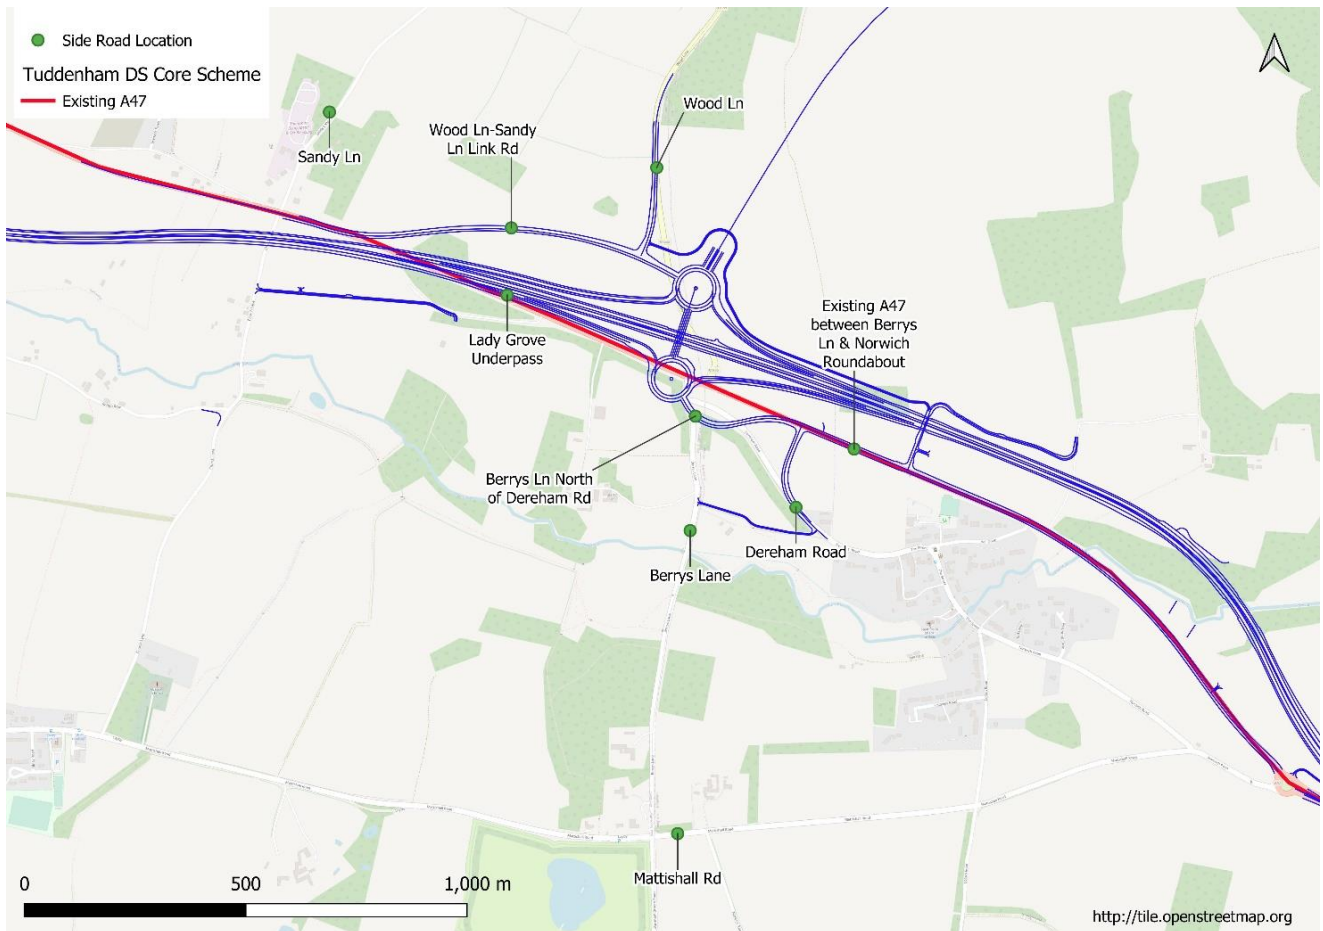 Side Road Location
Tuddenham DS Core Scheme
Existing A47
Wood Ln
Wood Ln-Sandy
Ln Link Rd
Sandy Ln
Existing A47
between Berrys
Ln & Norwich
Roundabout
Lady Grove
Underpass
Berrys Ln North
of Dereham Rd
Dereham Road
Berrys Lane
Mattishall Rd
0
500
1,000 m
http://tile.openstreetmap.org